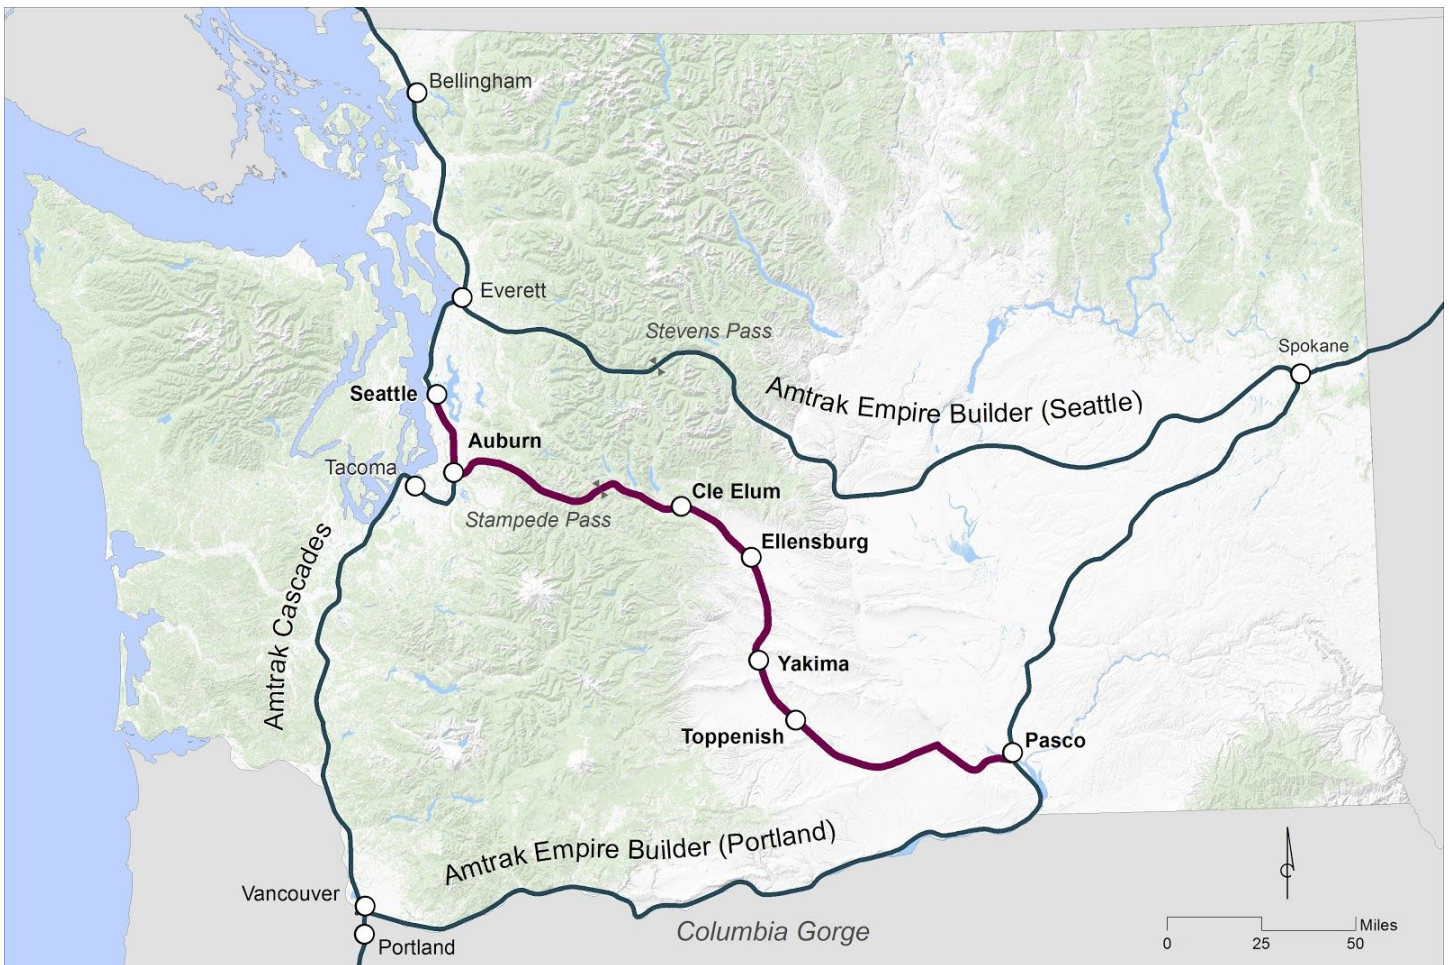 Bellingham
Everett
Stevens Pass
Spokane
Amtrak Empire Builder (Seattle)
Seattle
Auburn
Tacoma
Cle Elum
Stampede Pass
Ellensburg
Amtrak Cascades
Yakima
Toppenish
Pasco
Amtrak Empire Builder (Portland)
Vancouver
Columbia Gorge
Portland
Miles
0 25 50